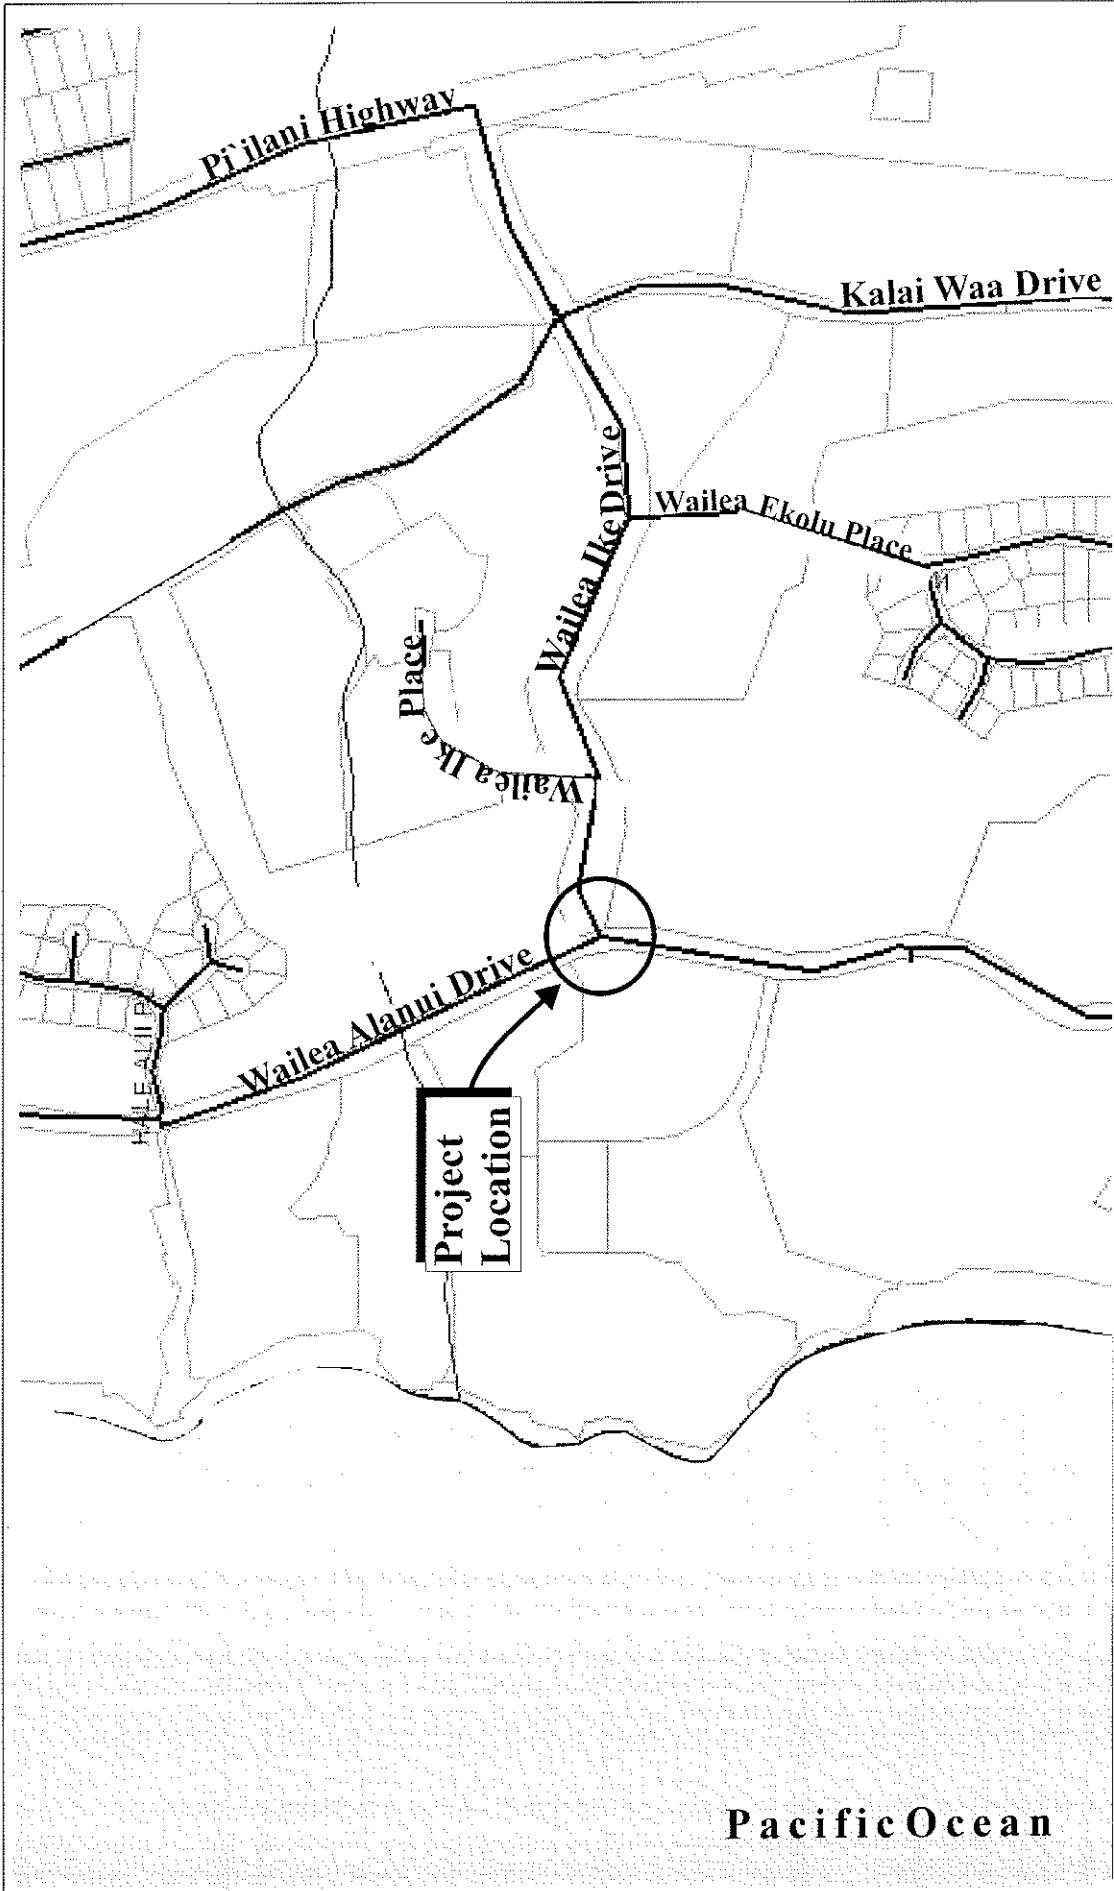 Pi`ilani Highway
Kalai Waa Drive
Wailea Ike Drive
Wailea Ekolu Place
Wailea Ike Place
Wailea Alanui Drive
Project
Location
Pacific Ocean